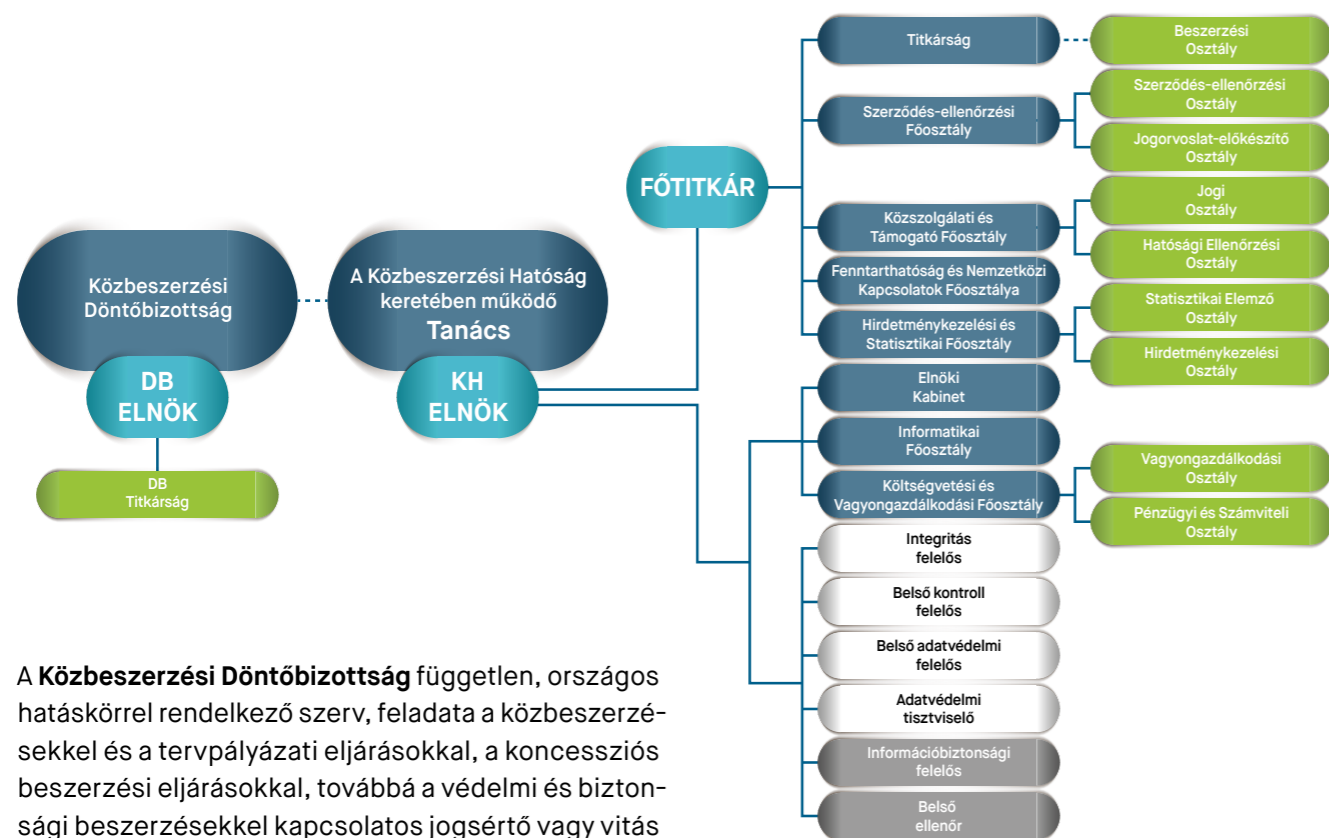 Titkárság
Beszerzési
Osztály
Szerződés-ellenőrzési
Főosztály
Szerződés-ellenőrzési
Osztály
Jogorvoslat-előkészítő
Osztály
FŐTITKÁR
Közszolgálati és
Támogató Főosztály
Jogi
Osztály
Hatósági Ellenőrzési
Osztály
Fenntarthatóság és Nemzetközi
Kapcsolatok Főosztálya
Hirdetménykezelési és
Statisztikai Főosztály
Statisztikai Elemző
Osztály
Hirdetménykezelési
Osztály
Közbeszerzési
Döntőbizottság
A Közbeszerzési Hatóság
keretében működő
Tanács
DB
ELNÖK
KH
ELNÖK
DB
Titkárság
Elnöki
Kabinet
Informatikai
Főosztály
Költségvetési és
Vagyongazdálkodási Főosztály
Vagyongazdálkodási
Osztály
Pénzügyi és Számviteli
Osztály
Integritás
felelős
Belső kontroll
felelős
Belső adatvédelmi
felelős
Adatvédelmi
tisztviselő
Információbiztonsági
felelős
Belső
ellenőr
A Közbeszerzési Döntőbizottság független, országos
hatáskörrel rendelkező szerv, feladata a közbeszerzé-
sekkel és a tervpályázati eljárásokkal, a koncessziós
beszerzési eljárásokkal, továbbá a védelmi és bizton-
sági beszerzésekkel kapcsolatos jogsértő vagy vitás